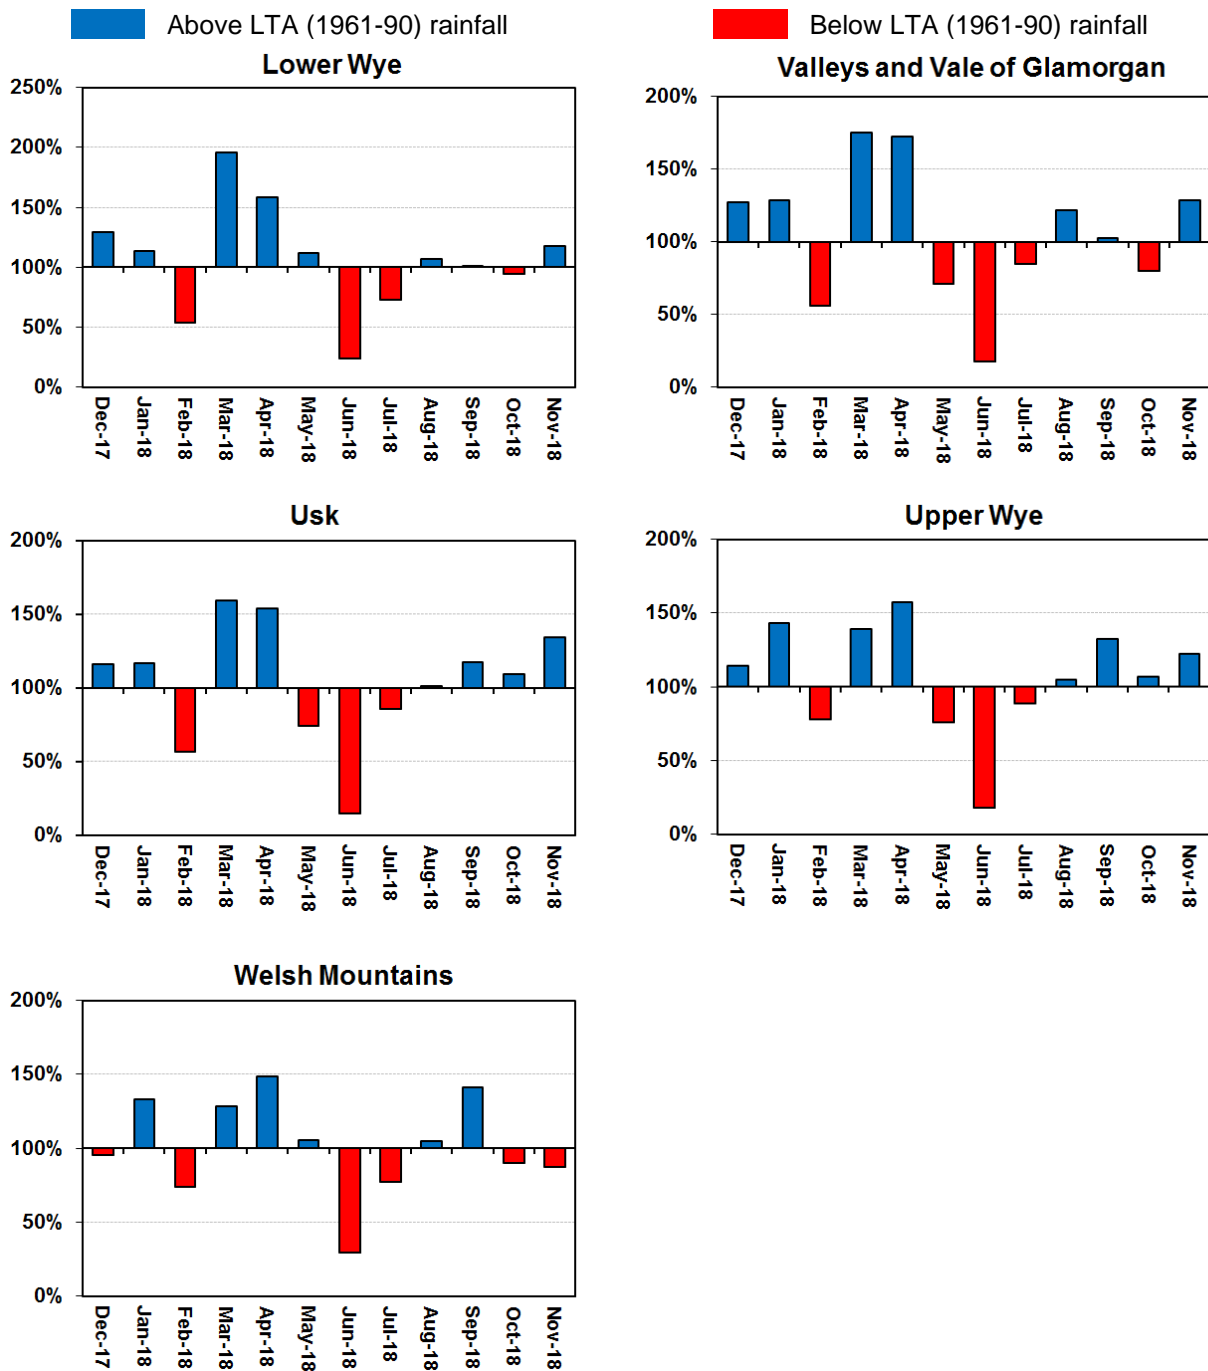 Above LTA (1961-90) rainfall
Below LTA (1961-90) rainfall
Lower Wye
250%
200%
150%
100%
50%
0%
Dec-17
Jan-18
Feb-18
Mar-18
Apr-18
May-18
Jun-18
Jul-18
Aug-18
Sep-18
Oct-18
Nov-18
Valleys and Vale of Glamorgan
200%
150%
100%
50%
0%
Dec-17
Jan-18
Feb-18
Mar-18
Apr-18
May-18
Jun-18
Jul-18
Aug-18
Sep-18
Oct-18
Nov-18
Usk
200%
150%
100%
50%
0%
Dec-17
Jan-18
Feb-18
Mar-18
Apr-18
May-18
Jun-18
Jul-18
Aug-18
Sep-18
Oct-18
Nov-18
Upper Wye
200%
150%
100%
50%
0%
Dec-17
Jan-18
Feb-18
Mar-18
Apr-18
May-18
Jun-18
Jul-18
Aug-18
Sep-18
Oct-18
Nov-18
Welsh Mountains
200%
150%
100%
50%
0%
Dec-17
Jan-18
Feb-18
Mar-18
Apr-18
May-18
Jun-18
Jul-18
Aug-18
Sep-18
Oct-18
Nov-18